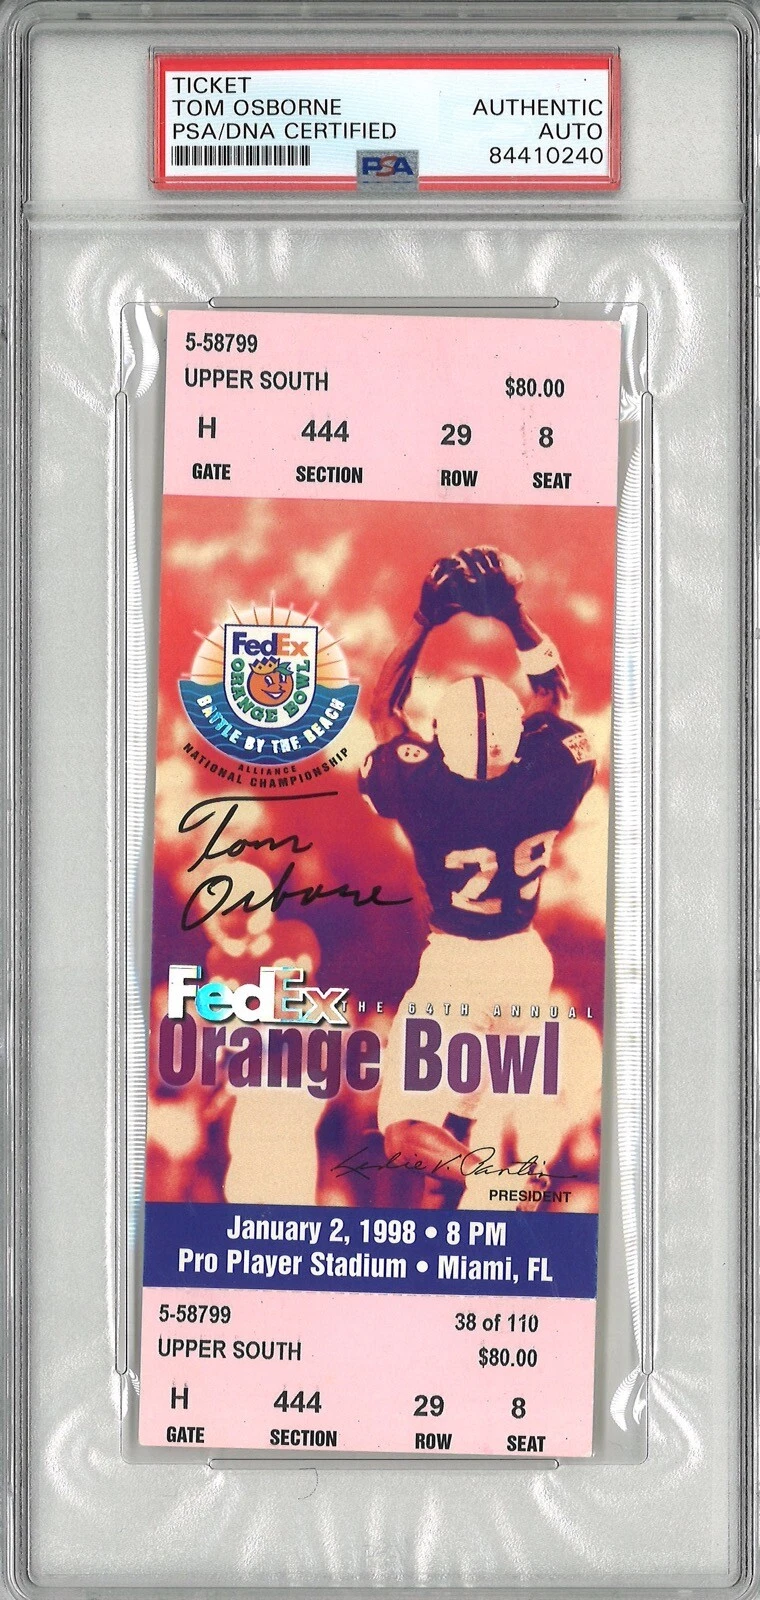 TICKET
TOM OSBORNE
PSA/DNA CERTIFIED
AUTHENTIC
AUTO
84410240
PSA
5-58799
UPPER SOUTH
$80.00
H 444 29 8
GATE SECTION ROW SEAT
FedEx
ORANGE BOWL
BATTLE BY THE BEACH
ALLIANCE
NATIONAL CHAMPIONSHIP
29
Tom
Osborne
FedEx THE 64TH ANNUAL
Orange Bowl
Leslie V. Pantin
PRESIDENT
January 2, 1998 • 8 PM
Pro Player Stadium • Miami, FL
5-58799
38 of 110
UPPER SOUTH
$80.00
H 444 29 8
GATE SECTION ROW SEAT